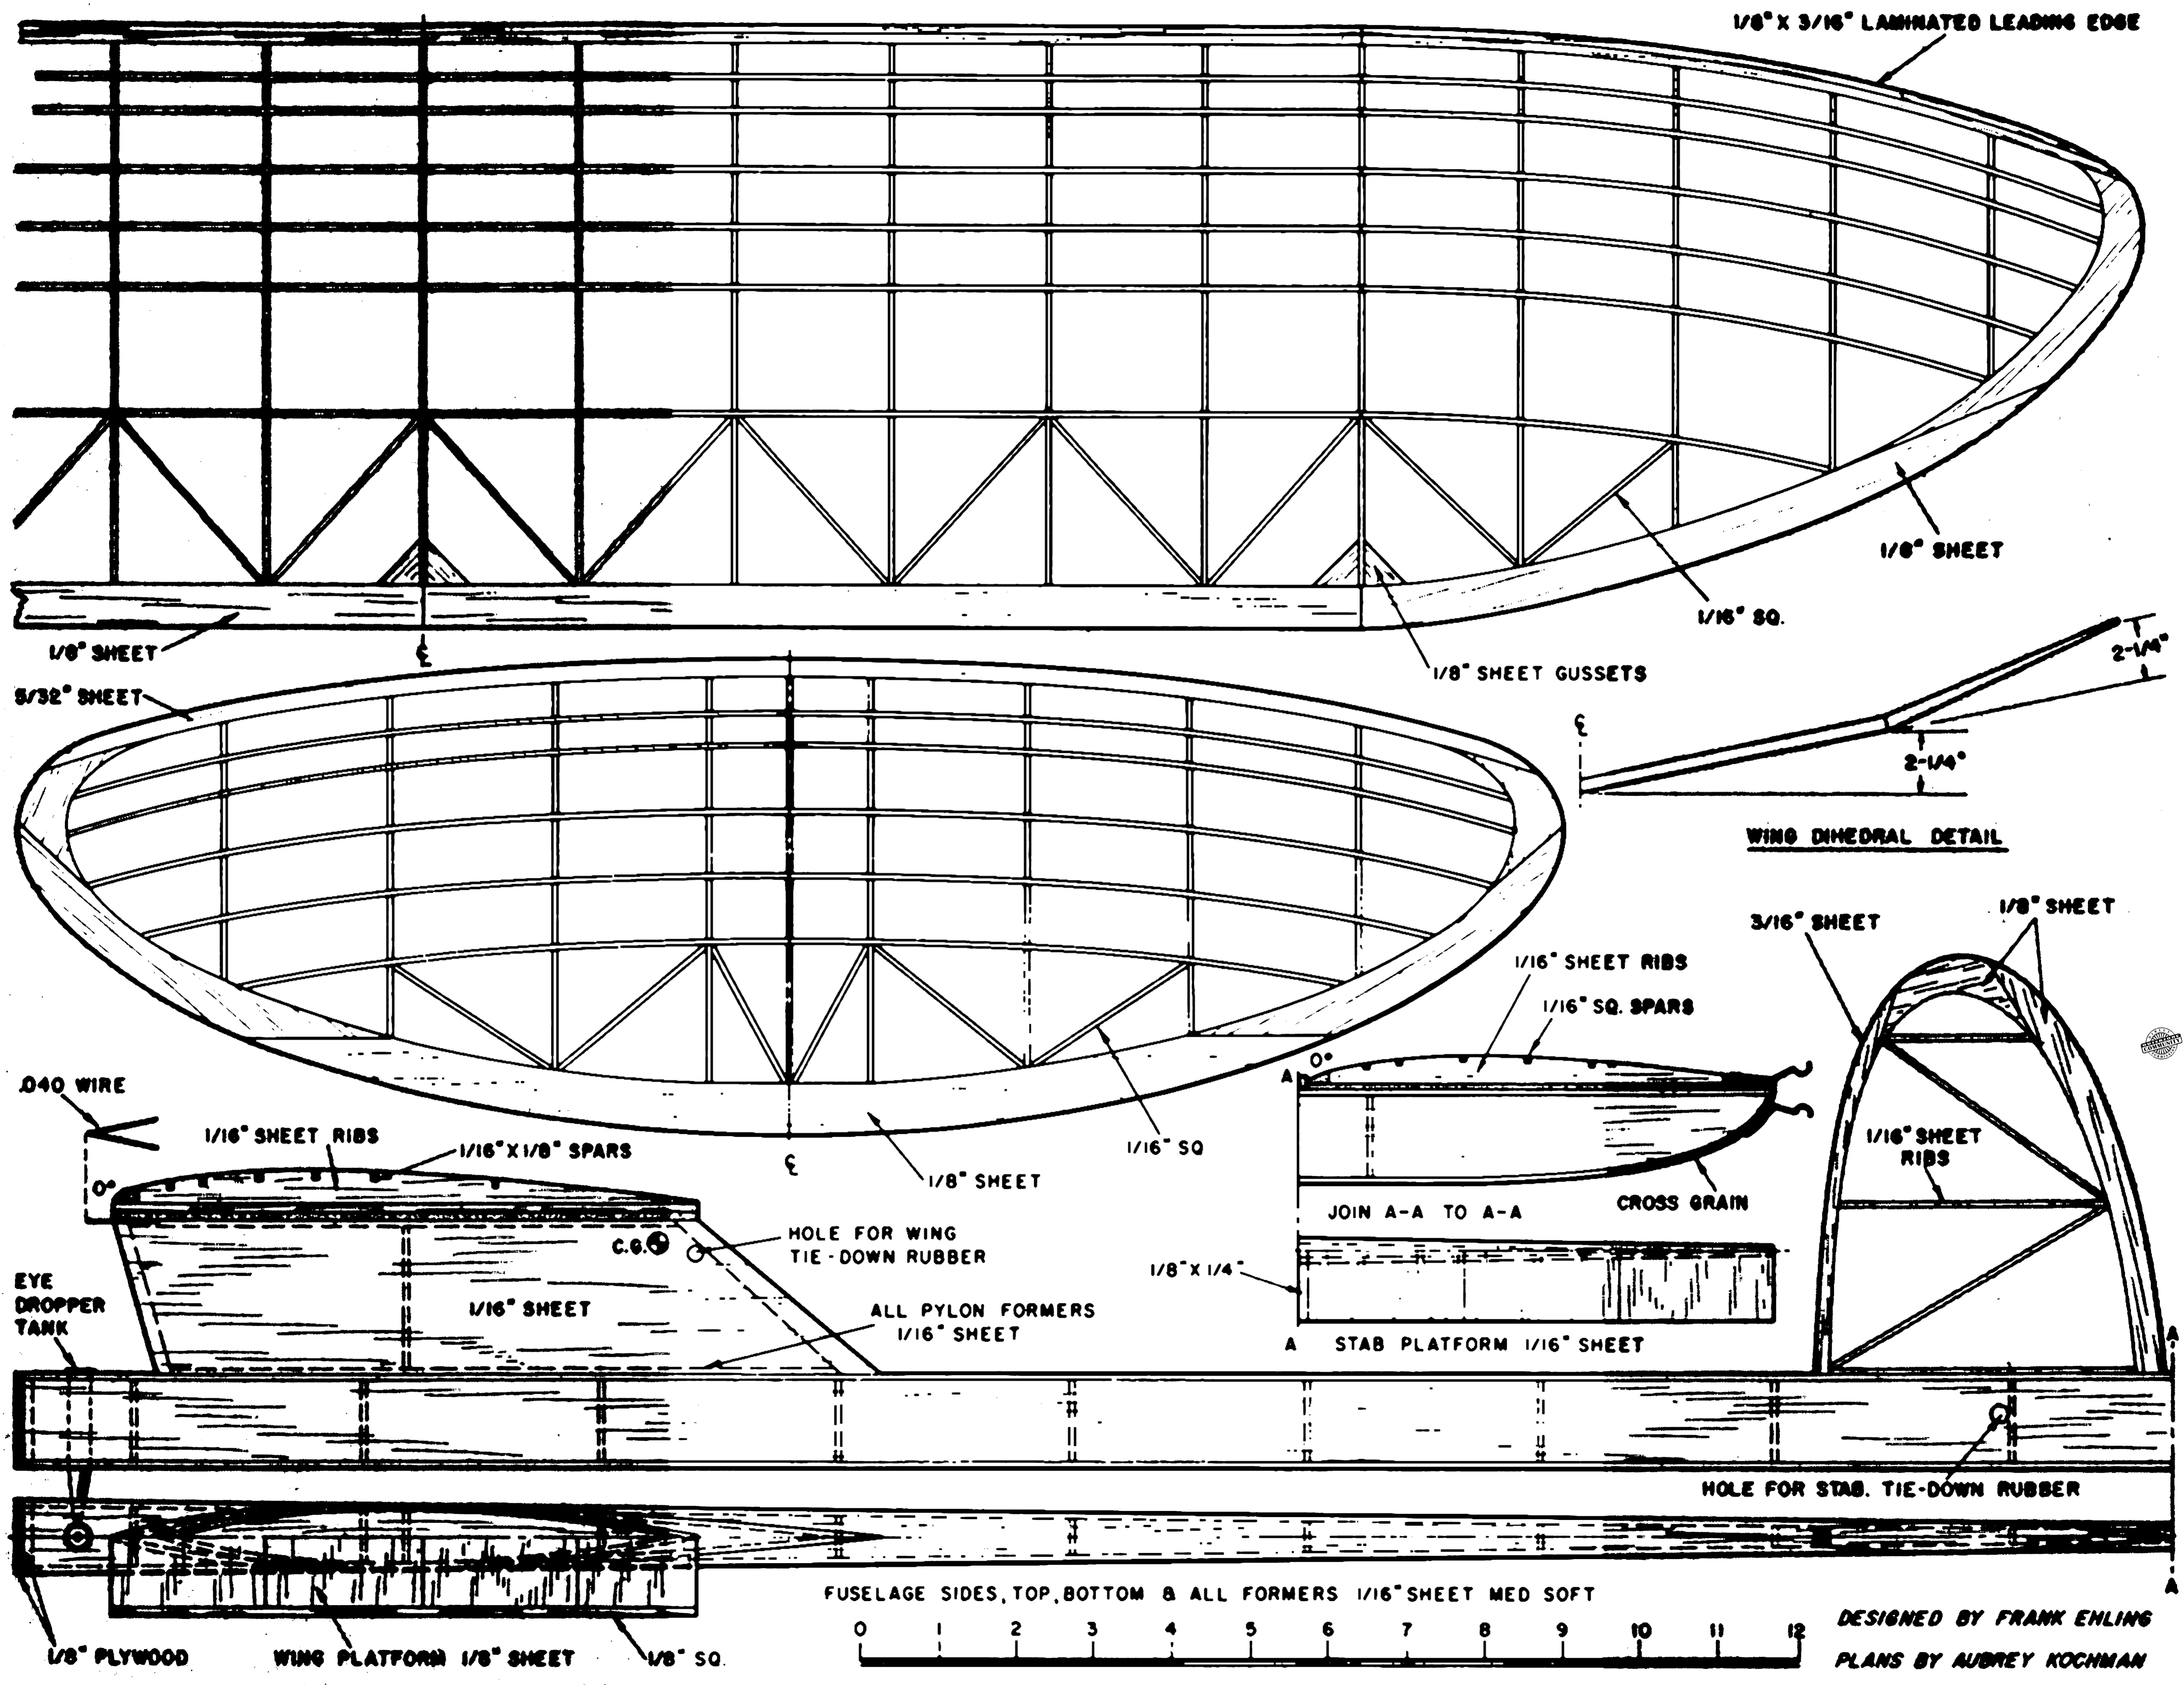 1/8" X 3/16" LAMINATED LEADING EDGE
1/8" SHEET
1/16" SQ.
1/8" SHEET
℄
1/8" SHEET GUSSETS
5/32" SHEET
2-1/4"
℄
2-1/4"
WING DIHEDRAL DETAIL
3/16" SHEET
1/8" SHEET
1/16" SHEET RIBS
1/16" SQ. SPARS
.040 WIRE
1/16" SHEET RIBS
1/16" X 1/8" SPARS
0°
℄
1/8" SHEET
1/16" SQ
A
0°
CROSS GRAIN
JOIN A-A TO A-A
1/16" SHEET
RIBS
C.G.
HOLE FOR WING
TIE-DOWN RUBBER
1/8" X 1/4"
EYE
DROPPER
TANK
1/16" SHEET
ALL PYLON FORMERS
1/16" SHEET
A
STAB PLATFORM 1/16" SHEET
A
HOLE FOR STAB. TIE-DOWN RUBBER
A
FUSELAGE SIDES, TOP, BOTTOM & ALL FORMERS 1/16" SHEET MED SOFT
1/8" PLYWOOD
WING PLATFORM 1/8" SHEET
1/8" SQ.
0 1 2 3 4 5 6 7 8 9 10 11 12
DESIGNED BY FRANK EHLING
PLANS BY AUBREY KOCHMAN